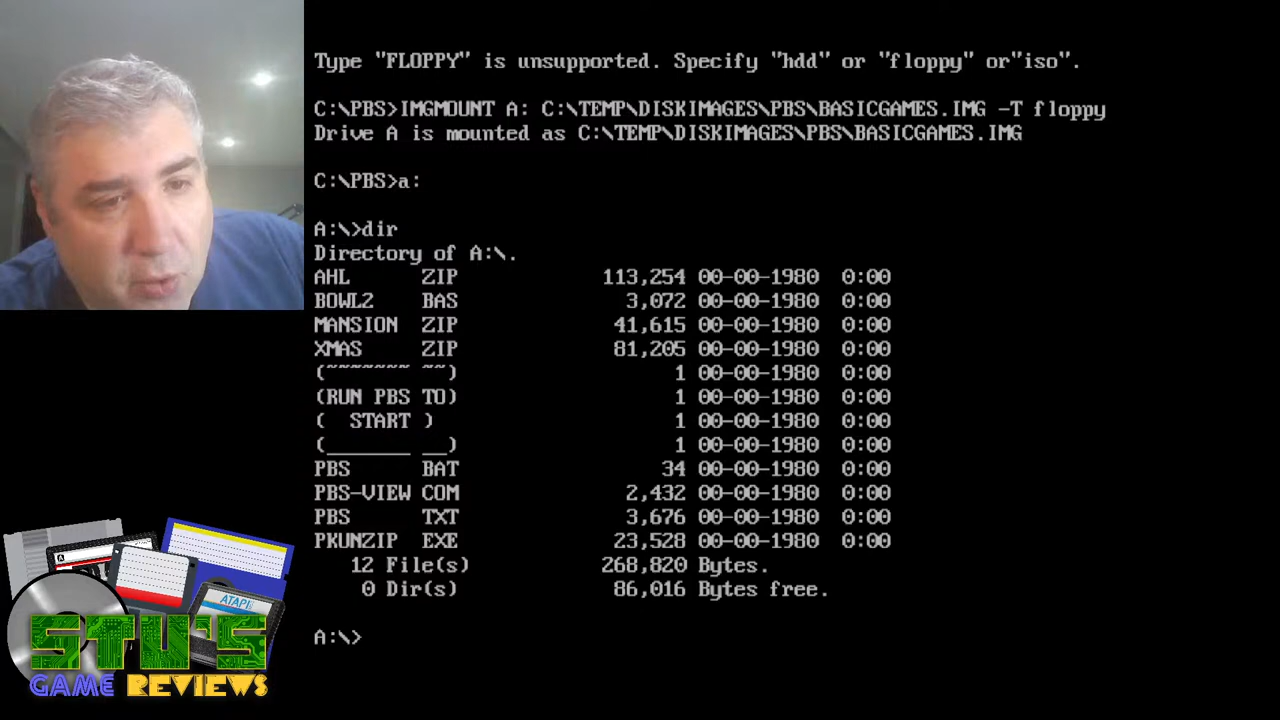 Type "FLOPPY" is unsupported. Specify "hdd" or "floppy" or"iso".
C:\PBS>IMGMOUNT A: C:\TEMP\DISKIMAGES\PBS\BASICGAMES.IMG -T floppy
Drive A is mounted as C:\TEMP\DISKIMAGES\PBS\BASICGAMES.IMG
C:\PBS>a:
A:\>dir
Directory of A:\.
AHL      ZIP            113,254 00-00-1980  0:00
BOWL2    BAS              3,072 00-00-1980  0:00
MANSION  ZIP             41,615 00-00-1980  0:00
XMAS     ZIP             81,205 00-00-1980  0:00
(~~~~~~~ ~~)                  1 00-00-1980  0:00
(RUN PBS TO)                  1 00-00-1980  0:00
(  START )                    1 00-00-1980  0:00
(_______ __)                  1 00-00-1980  0:00
PBS      BAT                 34 00-00-1980  0:00
PBS-VIEW COM              2,432 00-00-1980  0:00
PBS      TXT              3,676 00-00-1980  0:00
PKUNZIP  EXE             23,528 00-00-1980  0:00
12 File(s)           268,820 Bytes.
0 Dir(s)             86,016 Bytes free.
A:\>
ATARI
STU'S
GAME REVIEWS